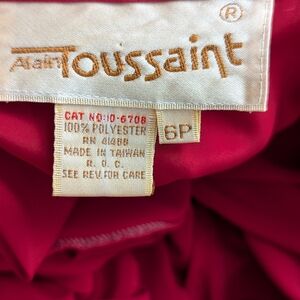 ®
Alain Toussaint
CAT NO: 10-6708
100% POLYESTER
RN 41488
MADE IN TAIWAN
R. O. C.
SEE REV. FOR CARE
6P